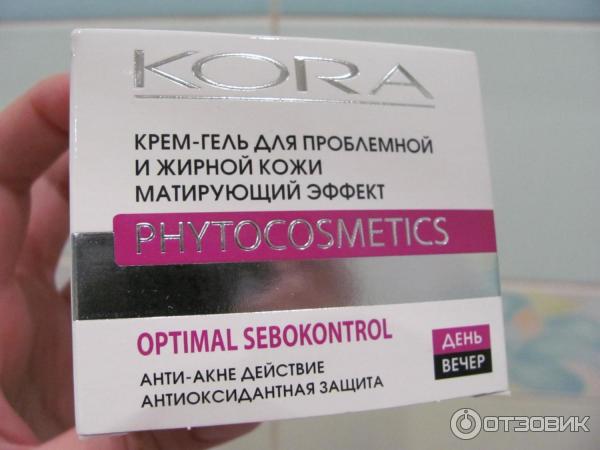 KORA
КРЕМ-ГЕЛЬ ДЛЯ ПРОБЛЕМНОЙ
И ЖИРНОЙ КОЖИ
МАТИРУЮЩИЙ ЭФФЕКТ
PHYTOCOSMETICS
OPTIMAL SEBOKONTROL
АНТИ-АКНЕ ДЕЙСТВИЕ
АНТИОКСИДАНТНАЯ ЗАЩИТА
ДЕНЬ
ВЕЧЕР
ОТЗОВИК